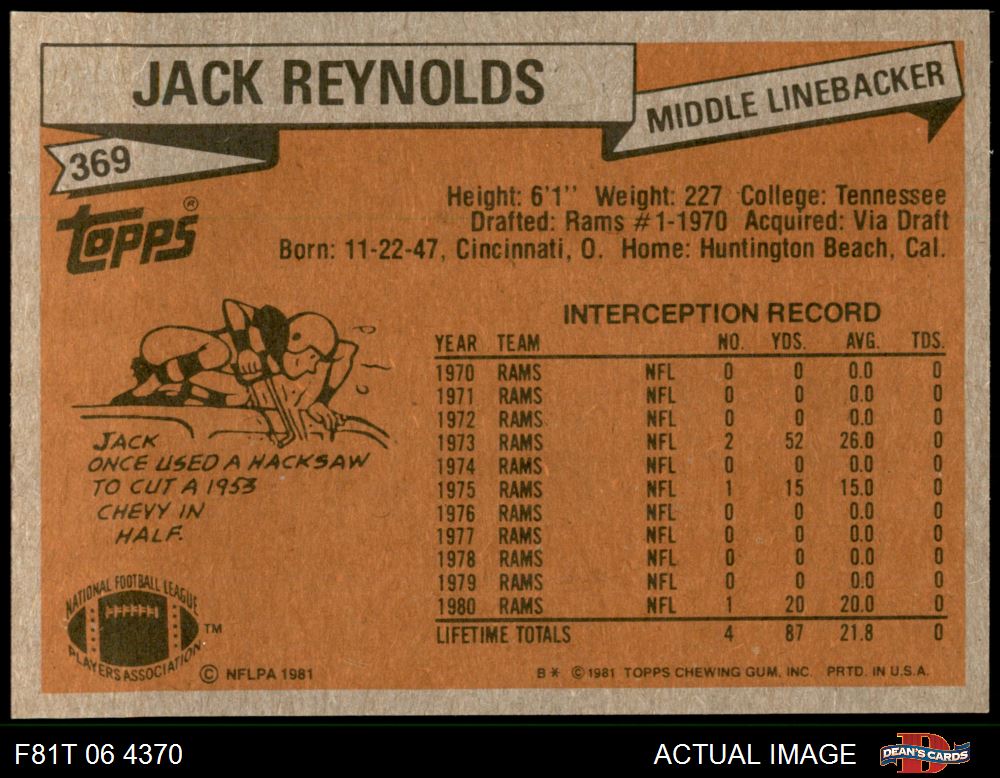 JACK REYNOLDS
MIDDLE LINEBACKER
369
TOPPS®
Height: 6'1'' Weight: 227 College: Tennessee
Drafted: Rams #1-1970 Acquired: Via Draft
Born: 11-22-47, Cincinnati, O. Home: Huntington Beach, Cal.
JACK
ONCE USED A HACKSAW
TO CUT A 1953
CHEVY IN
HALF.
INTERCEPTION RECORD
YEAR TEAM NO. YDS. AVG. TDS.
1970 RAMS NFL 0 0 0.0 0
1971 RAMS NFL 0 0 0.0 0
1972 RAMS NFL 0 0 0.0 0
1973 RAMS NFL 2 52 26.0 0
1974 RAMS NFL 0 0 0.0 0
1975 RAMS NFL 1 15 15.0 0
1976 RAMS NFL 0 0 0.0 0
1977 RAMS NFL 0 0 0.0 0
1978 RAMS NFL 0 0 0.0 0
1979 RAMS NFL 0 0 0.0 0
1980 RAMS NFL 1 20 20.0 0
LIFETIME TOTALS 4 87 21.8 0
NATIONAL FOOTBALL LEAGUE
PLAYERS ASSOCIATION
TM
© NFLPA 1981
B* ©1981 TOPPS CHEWING GUM, INC. PRTD. IN U.S.A.
F81T 06 4370
ACTUAL IMAGE
D
DEAN'S CARDS